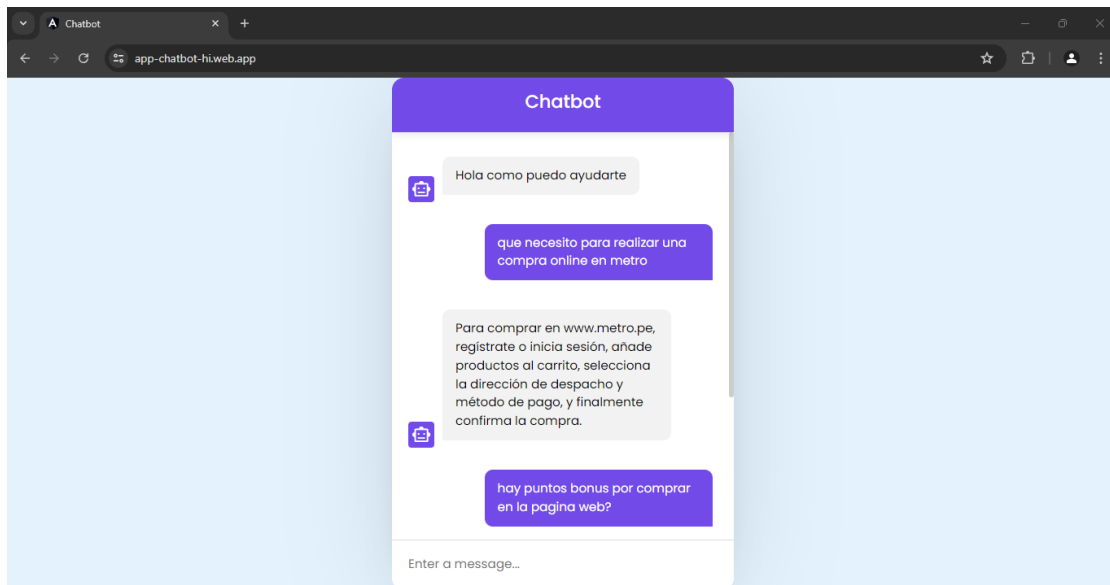 Chatbot
app-chatbot-hi.web.app
Chatbot
Hola como puedo ayudarte
que necesito para realizar una
compra online en metro
Para comprar en www.metro.pe,
regístrate o inicia sesión, añade
productos al carrito, selecciona
la dirección de despacho y
método de pago, y finalmente
confirma la compra.
hay puntos bonus por comprar
en la pagina web?
Enter a message...